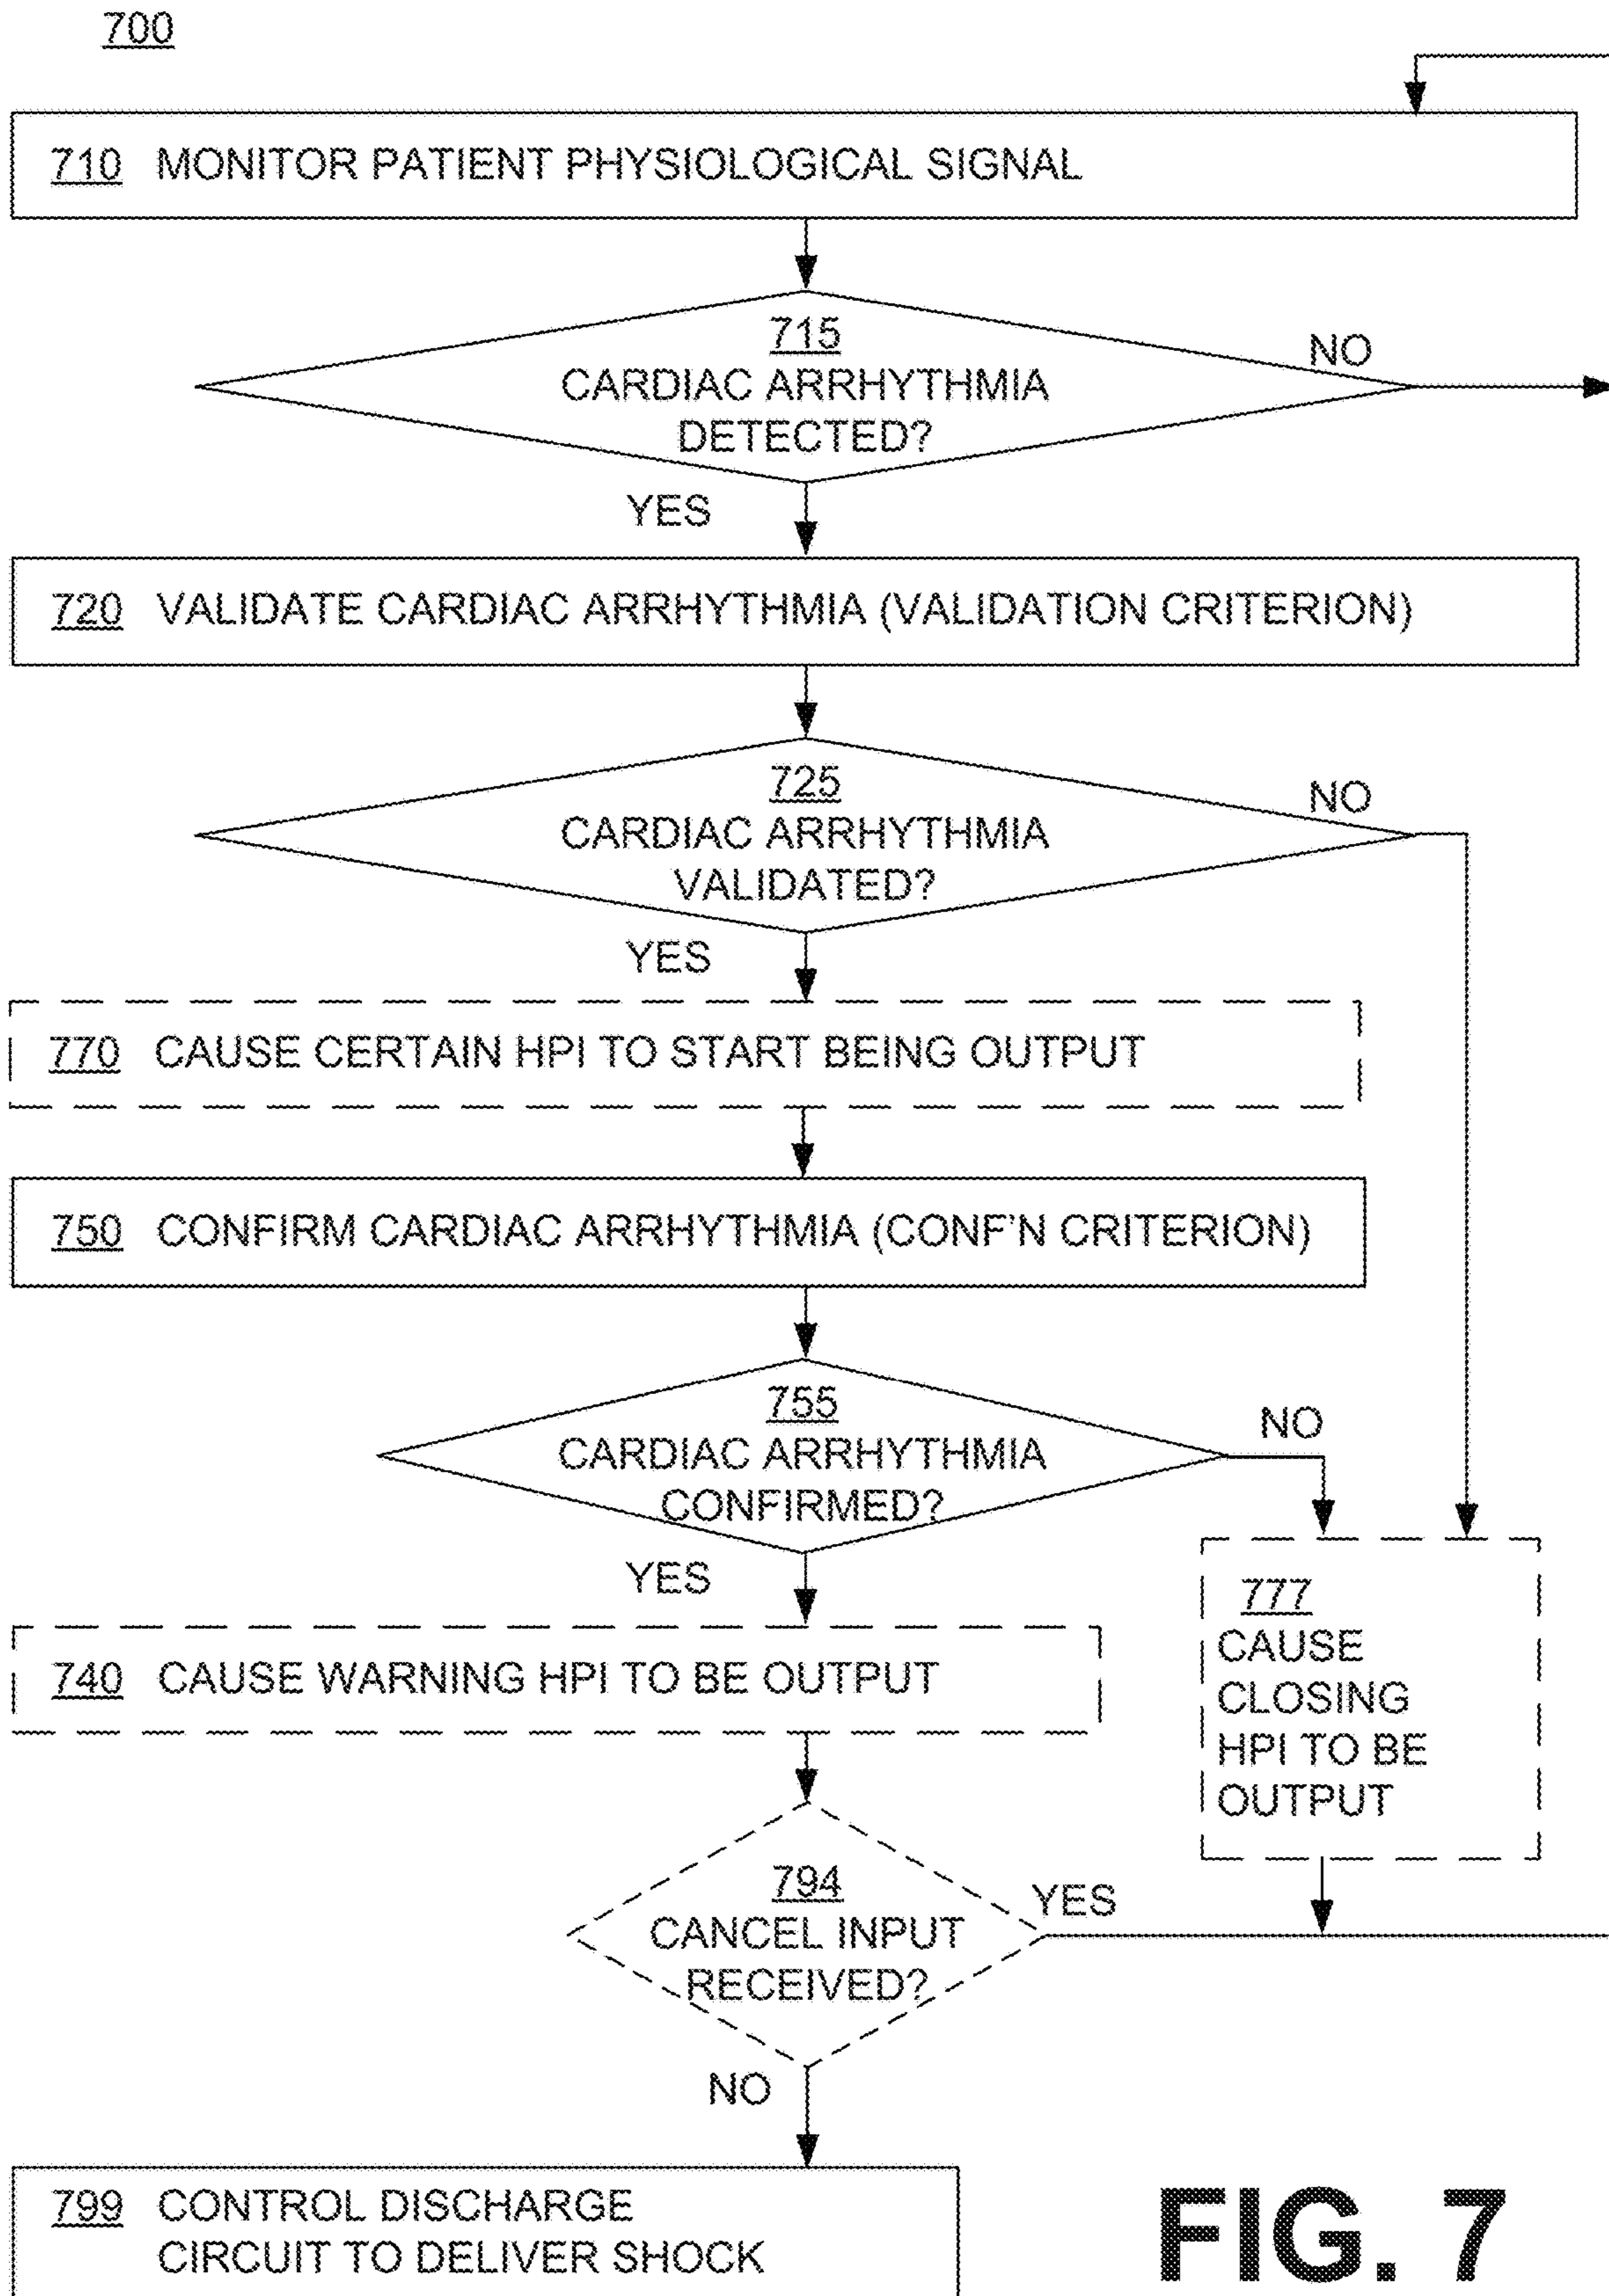 700
710 MONITOR PATIENT PHYSIOLOGICAL SIGNAL
715
CARDIAC ARRHYTHMIA
DETECTED?
NO
YES
720 VALIDATE CARDIAC ARRHYTHMIA (VALIDATION CRITERION)
725
CARDIAC ARRHYTHMIA
VALIDATED?
NO
YES
770 CAUSE CERTAIN HPI TO START BEING OUTPUT
750 CONFIRM CARDIAC ARRHYTHMIA (CONF'N CRITERION)
755
CARDIAC ARRHYTHMIA
CONFIRMED?
NO
YES
740 CAUSE WARNING HPI TO BE OUTPUT
777
CAUSE
CLOSING
HPI TO BE
OUTPUT
794
CANCEL INPUT
RECEIVED?
YES
NO
799 CONTROL DISCHARGE
CIRCUIT TO DELIVER SHOCK
FIG. 7